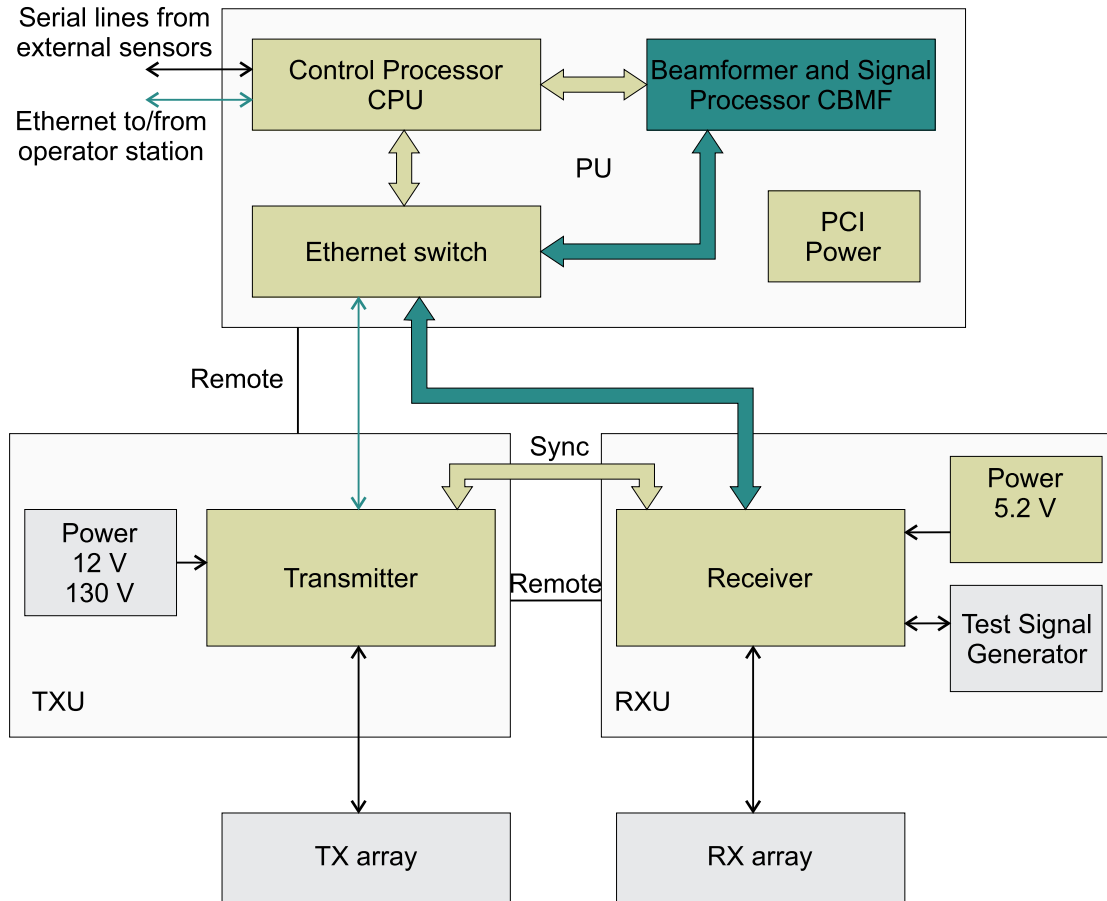 Serial lines from
external sensors
Ethernet to/from
operator station
Control Processor
CPU
Beamformer and Signal
Processor CBMF
PU
Ethernet switch
PCI
Power
Remote
Sync
Power
12 V
130 V
Transmitter
TXU
Remote
Receiver
Power
5.2 V
Test Signal
Generator
RXU
TX array
RX array